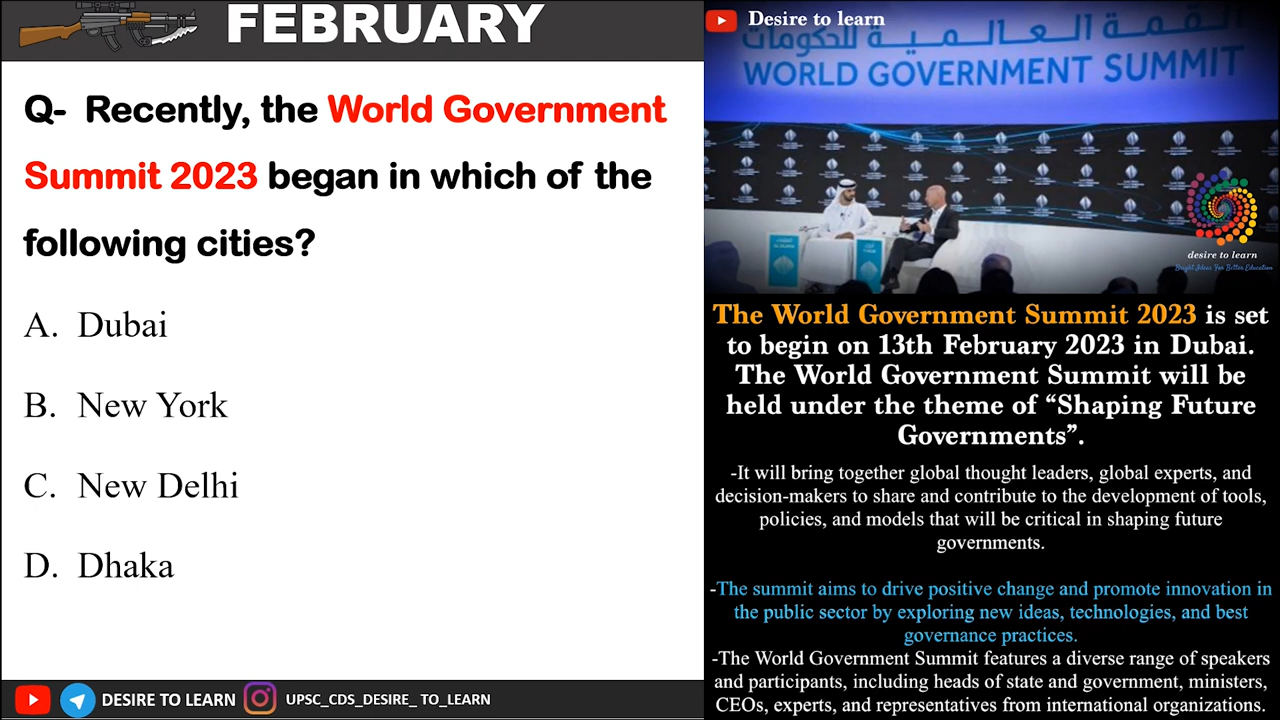 FEBRUARY
Q- Recently, the World Government
Summit 2023 began in which of the
following cities?
A. Dubai
B. New York
C. New Delhi
D. Dhaka
DESIRE TO LEARN
UPSC_CDS_DESIRE_ TO_LEARN
Desire to learn
القمة العالمية للحكومات
WORLD GOVERNMENT SUMMIT
desire to learn
Bright Ideas For Better Education
The World Government Summit 2023 is set
to begin on 13th February 2023 in Dubai.
The World Government Summit will be
held under the theme of “Shaping Future
Governments”.
-It will bring together global thought leaders, global experts, and
decision-makers to share and contribute to the development of tools,
policies, and models that will be critical in shaping future
governments.
-The summit aims to drive positive change and promote innovation in
the public sector by exploring new ideas, technologies, and best
governance practices.
-The World Government Summit features a diverse range of speakers
and participants, including heads of state and government, ministers,
CEOs, experts, and representatives from international organizations.